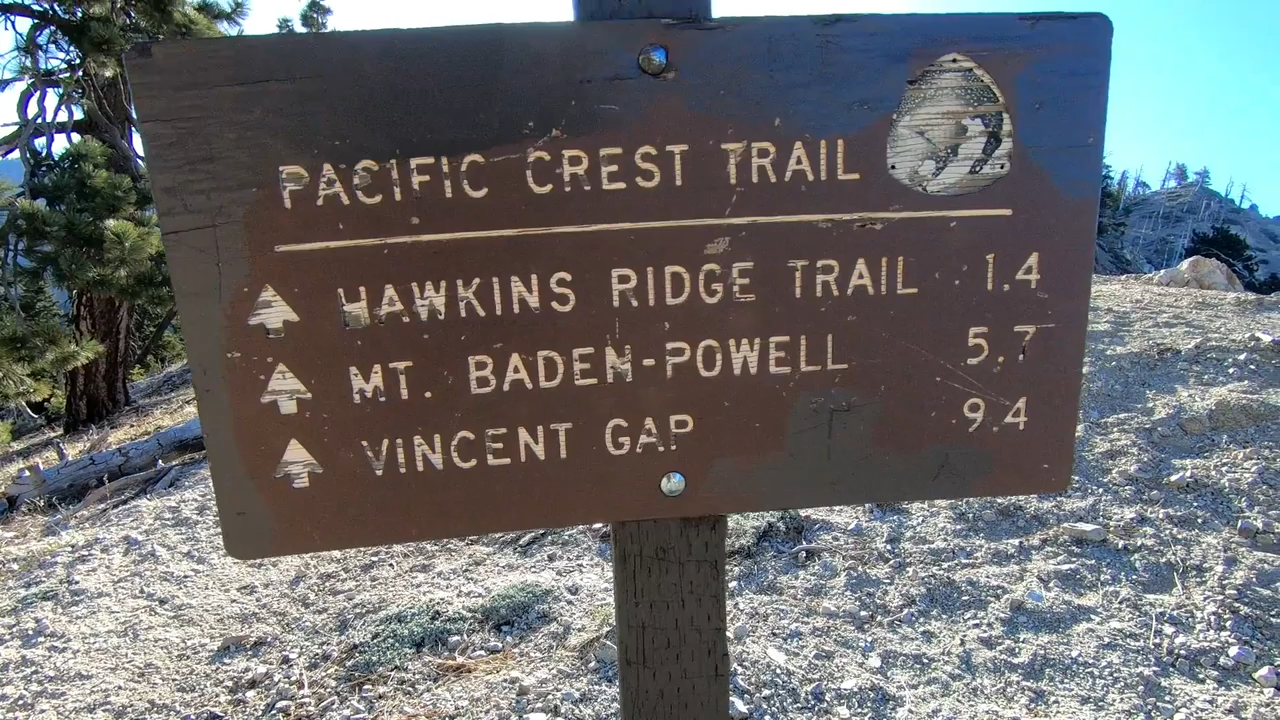 PACIFIC CREST TRAIL
HAWKINS RIDGE TRAIL 1.4
MT. BADEN-POWELL 5.7
VINCENT GAP 9.4